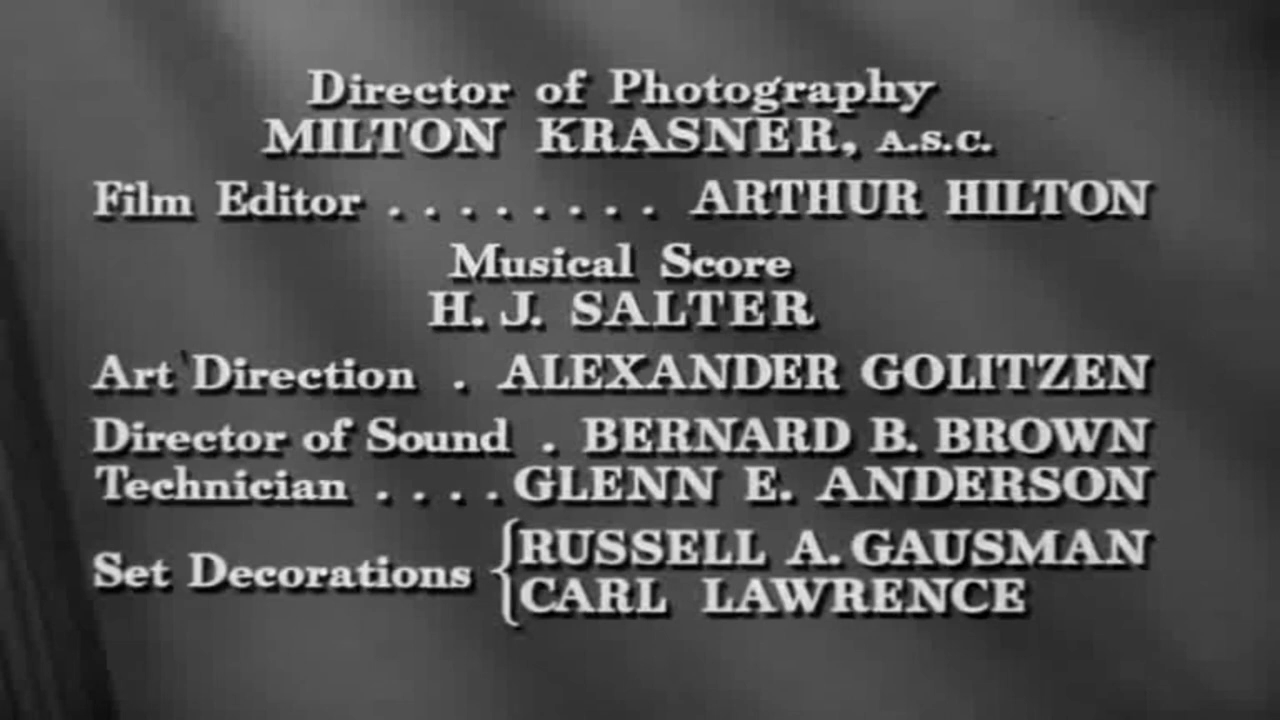 Director of Photography
MILTON KRASNER, A.S.C.
Film Editor ........ ARTHUR HILTON
Musical Score
H. J. SALTER
Art Direction . ALEXANDER GOLITZEN
Director of Sound . BERNARD B. BROWN
Technician .... GLENN E. ANDERSON
Set Decorations { RUSSELL A. GAUSMAN
CARL LAWRENCE